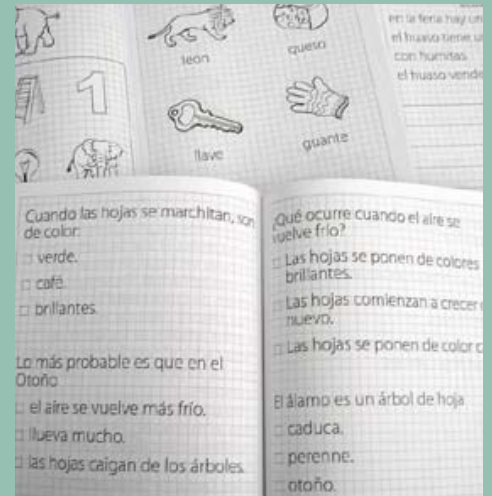 león
queso
llave
guante
1
en la feria hay un
el huaso tiene
con humitas.
el huaso vende
Cuando las hojas se marchitan, son
de color:
verde.
café.
brillantes.
Lo más probable es que en el
Otoño
el aire se vuelve más frío.
llueva mucho.
las hojas caigan de los árboles.
¿Qué ocurre cuando el aire se
vuelve frío?
Las hojas se ponen de colores
brillantes.
Las hojas comienzan a crecer
nuevo.
Las hojas se ponen de color c
El álamo es un árbol de hoja
caduca.
perenne.
otoño.